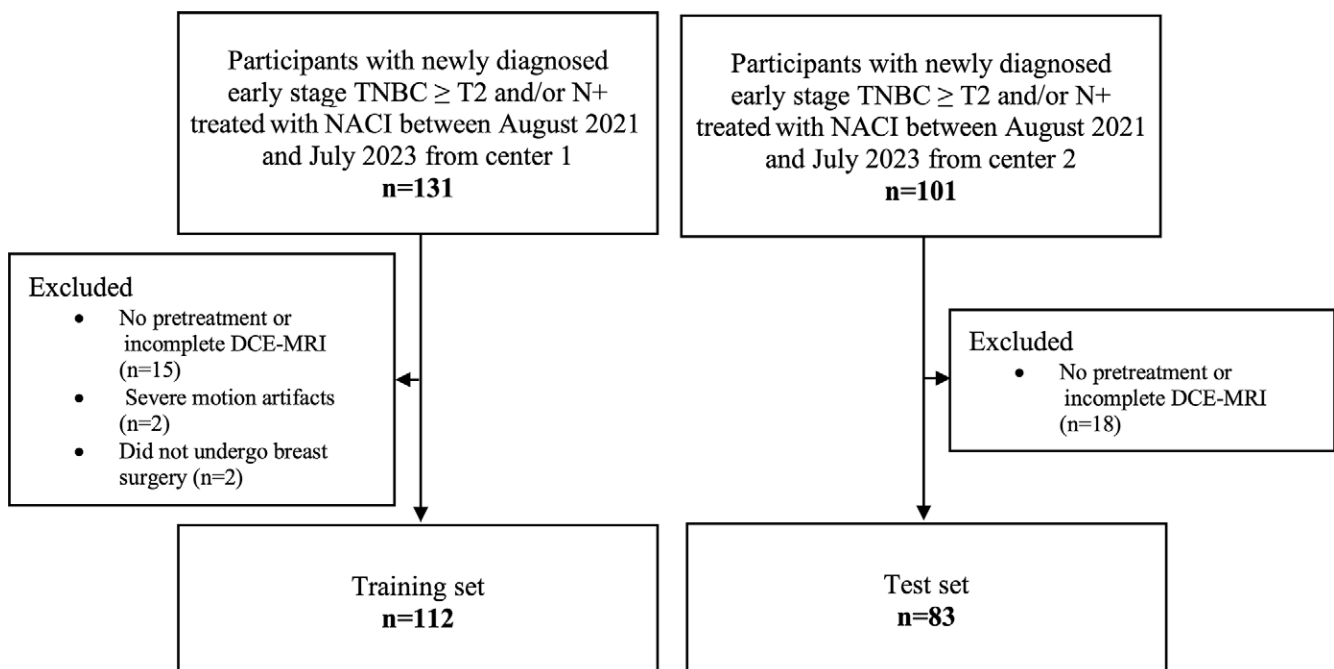 Participants with newly diagnosed
early stage TNBC ≥ T2 and/or N+
treated with NACI between August 2021
and July 2023 from center 1
n=131
Participants with newly diagnosed
early stage TNBC ≥ T2 and/or N+
treated with NACI between August 2021
and July 2023 from center 2
n=101
Excluded
• No pretreatment or
incomplete DCE-MRI
(n=15)
• Severe motion artifacts
(n=2)
• Did not undergo breast
surgery (n=2)
Excluded
• No pretreatment or
incomplete DCE-MRI
(n=18)
Training set
n=112
Test set
n=83